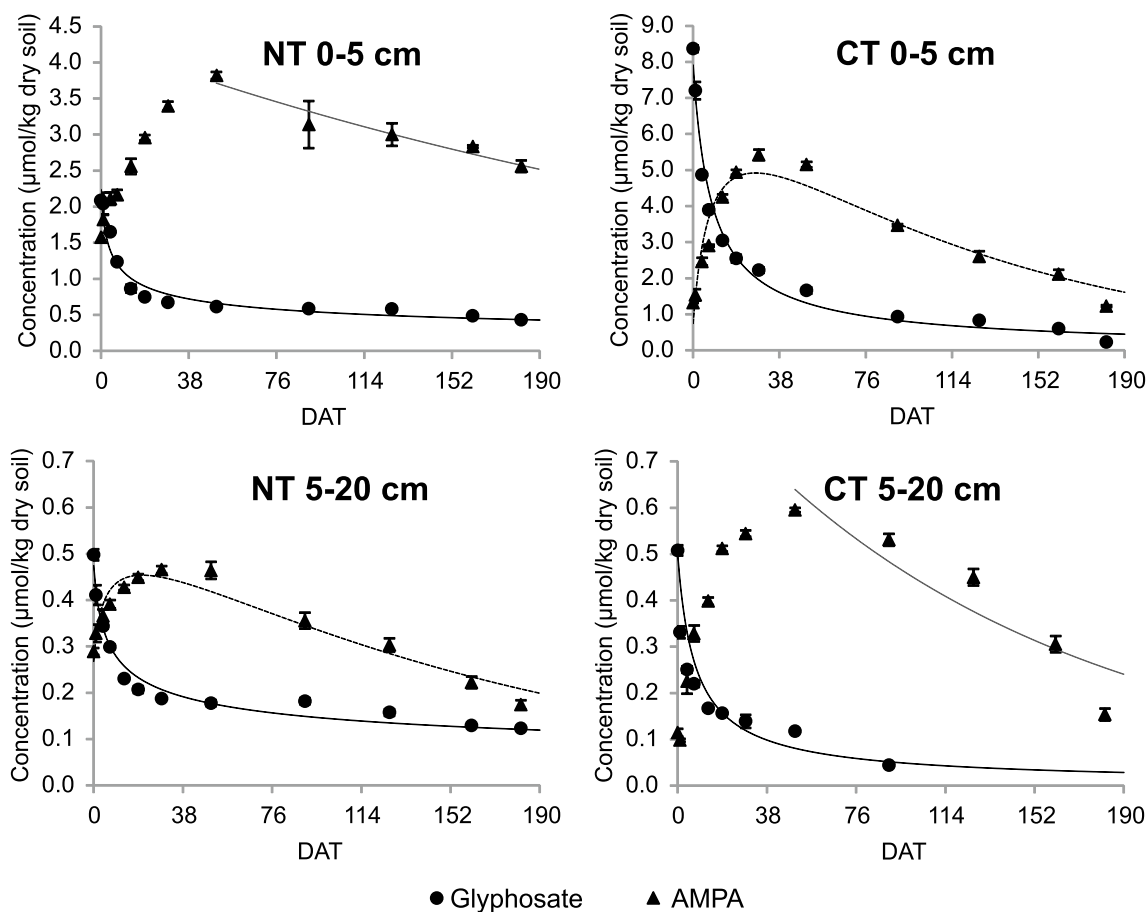 NT 0-5 cm
Concentration (µmol/kg dry soil)
4.5
4.0
3.5
3.0
2.5
2.0
1.5
1.0
0.5
0.0
0 38 76 114 152 190
DAT
CT 0-5 cm
Concentration (µmol/kg dry soil)
9.0
8.0
7.0
6.0
5.0
4.0
3.0
2.0
1.0
0.0
0 38 76 114 152 190
DAT
NT 5-20 cm
Concentration (µmol/kg dry soil)
0.7
0.6
0.5
0.4
0.3
0.2
0.1
0.0
0 38 76 114 152 190
DAT
CT 5-20 cm
Concentration (µmol/kg dry soil)
0.7
0.6
0.5
0.4
0.3
0.2
0.1
0.0
0 38 76 114 152 190
DAT
Glyphosate AMPA